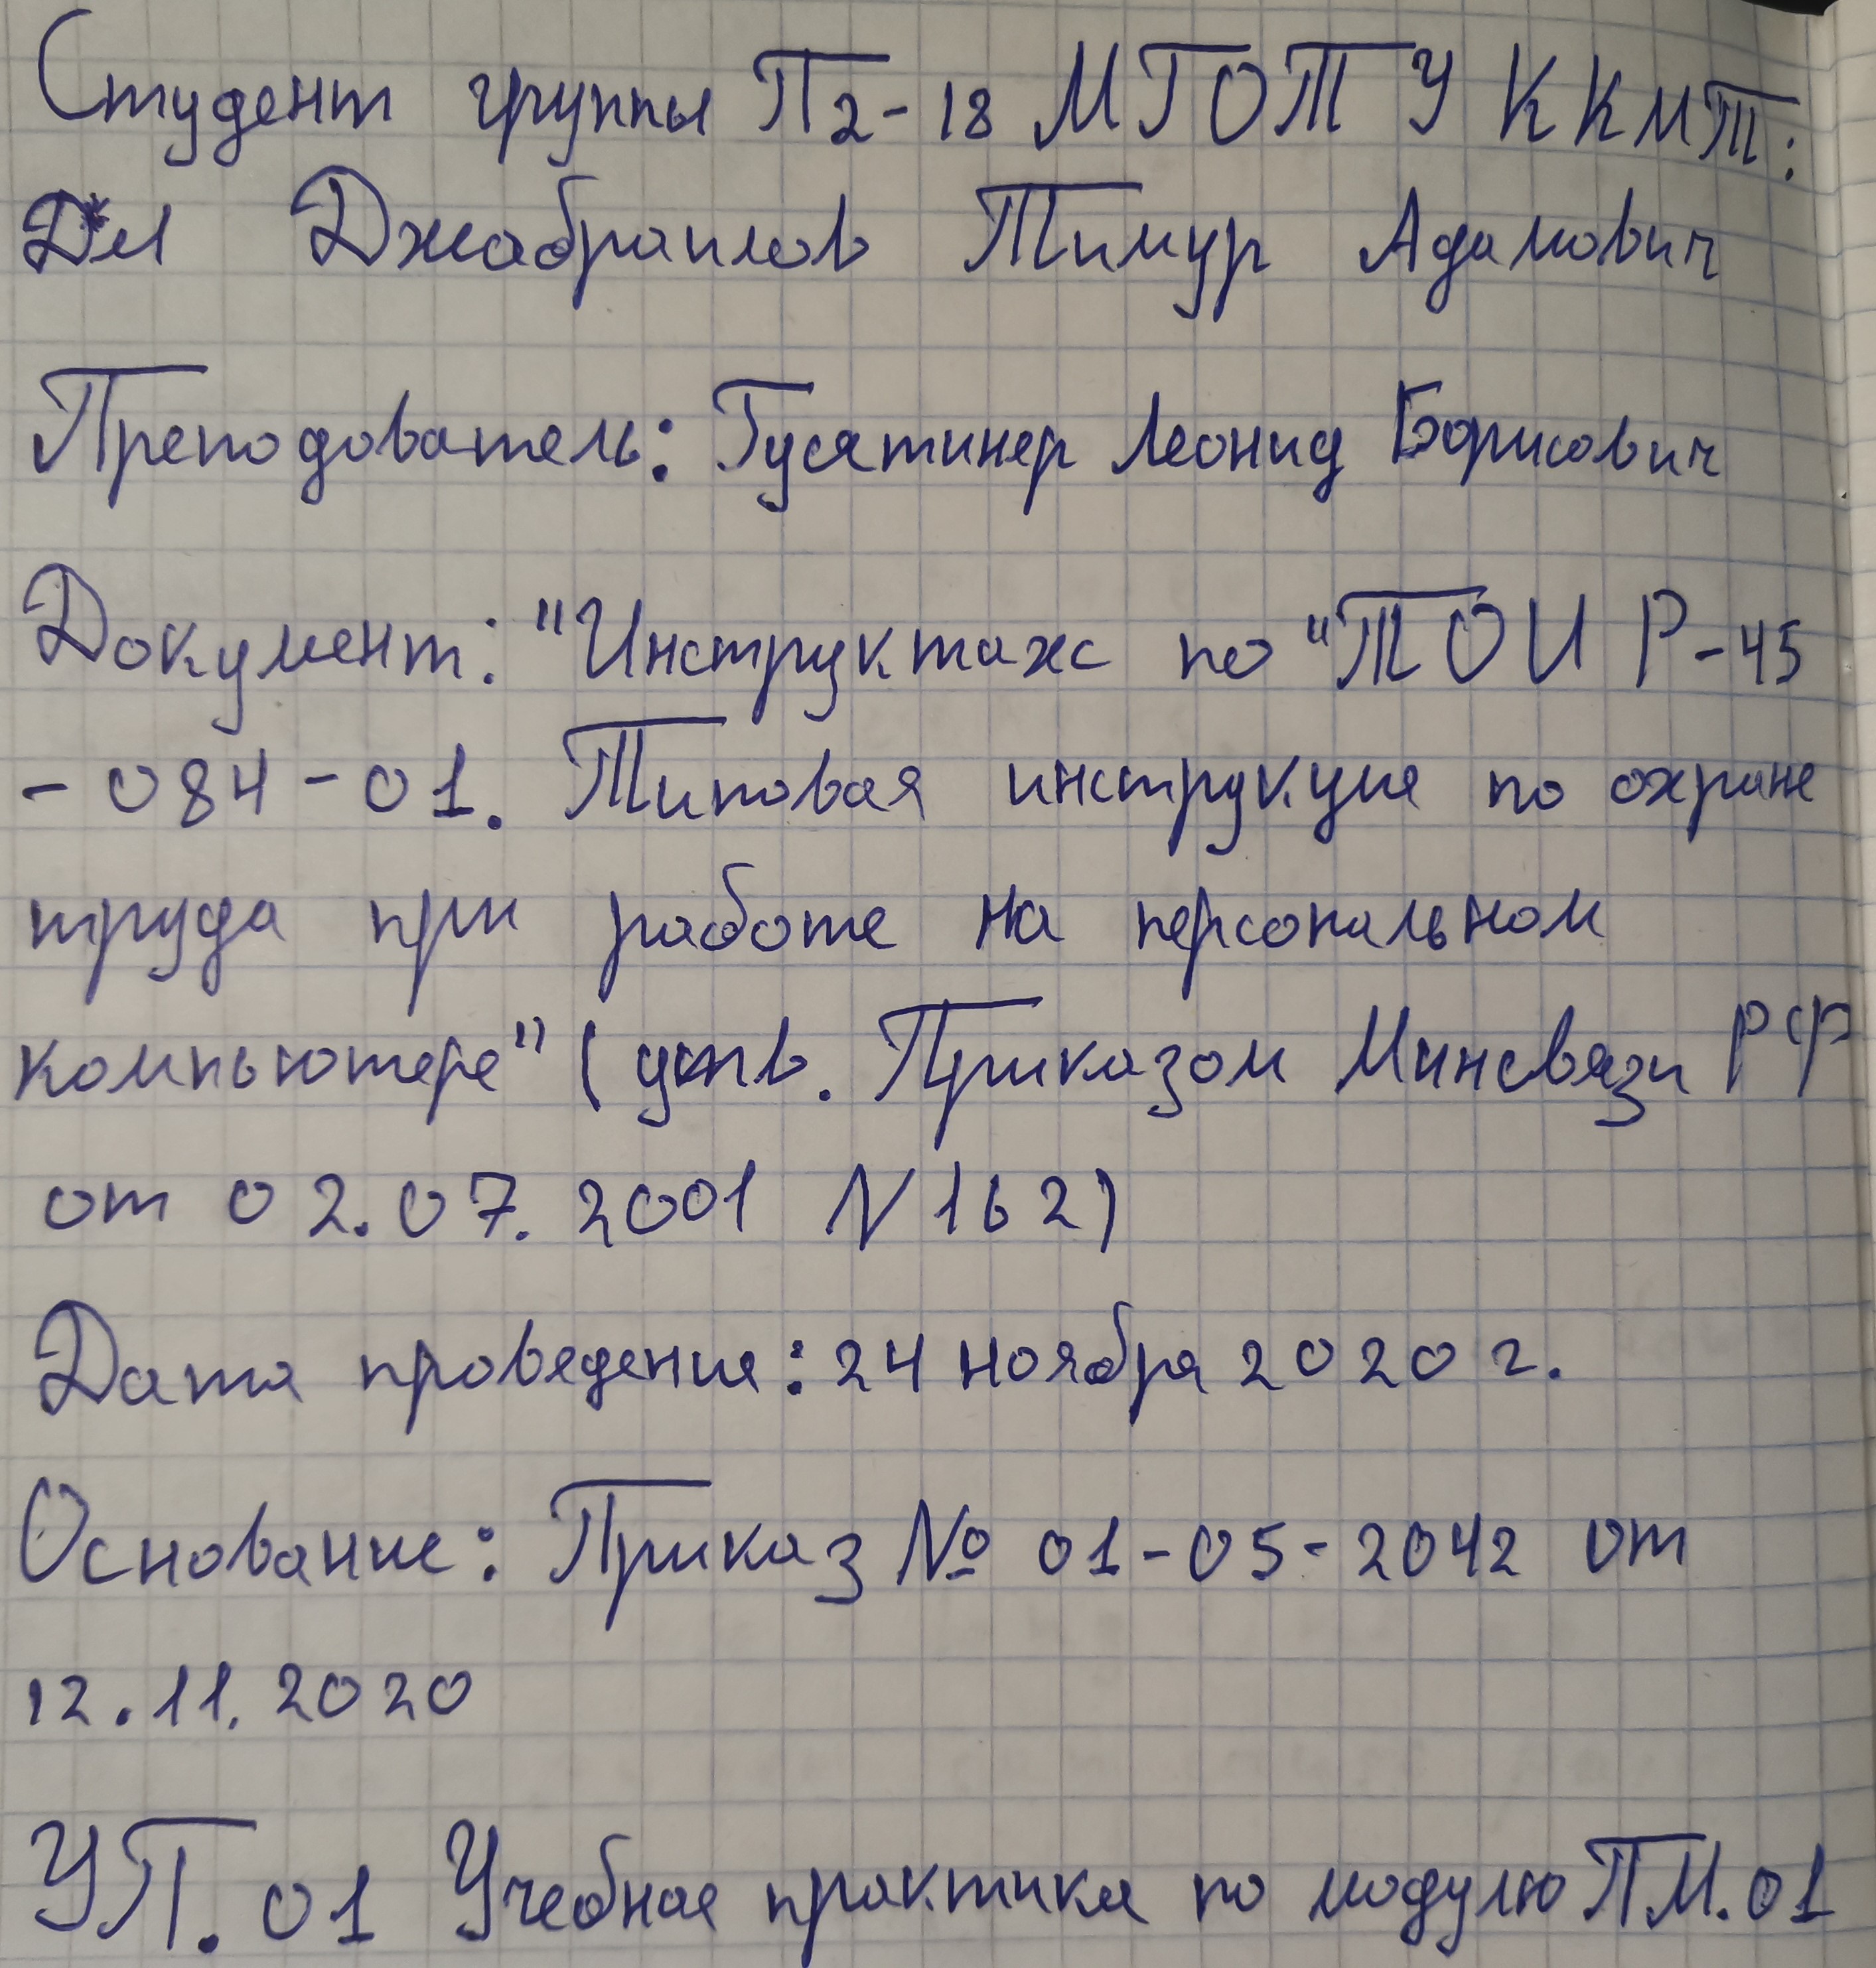 Студент группы П2-18 МГОТУ ККМТ:
Джабраилов Тимур Адамович
Преподователь: Гусятинер Леонид Борисович
Документ: "Инструктаж по "ТОИ Р-45
-084-01. Типовая инструкция по охране
труда при работе на персональном
компьютере" (утв. Приказом Минсвязи РФ
от 02.07.2001 N 162)
Дата проведения: 24 ноября 2020 г.
Основание: Приказ № 01-05-2042 от
12.11.2020
УП.01 Учебная практика по модулю ПМ.01